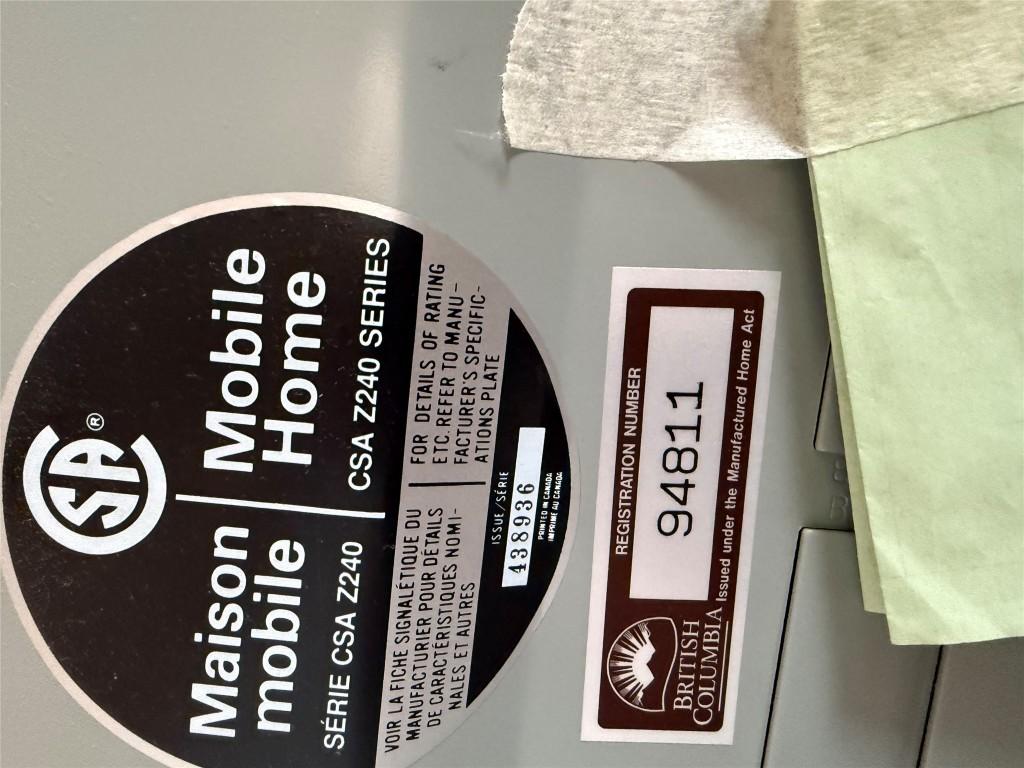 SA ®
Maison mobile
SÉRIE CSA Z240
Mobile Home
CSA Z240 SERIES
VOIR LA FICHE SIGNALÉTIQUE DU
MANUFACTURIER POUR DÉTAILS
DE CARACTÉRISTIQUES NOMI-
NALES ET AUTRES
FOR DETAILS OF RATING
ETC. REFER TO MANU-
FACTURER'S SPECIFIC-
ATIONS PLATE
ISSUE/SÉRIE
438936
PRINTED IN CANADA
IMPRIMÉ AU CANADA
BRITISH
COLUMBIA
REGISTRATION NUMBER
94811
Issued under the Manufactured Home Act